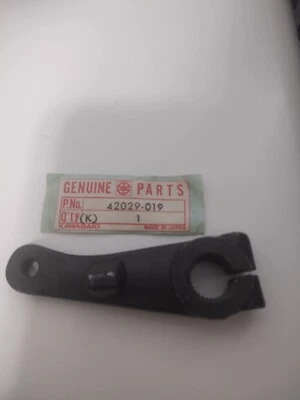 GENUINE PARTS
P.No. 42029-019
Q'ty(K) 1
KAWASAKI MADE IN JAPAN